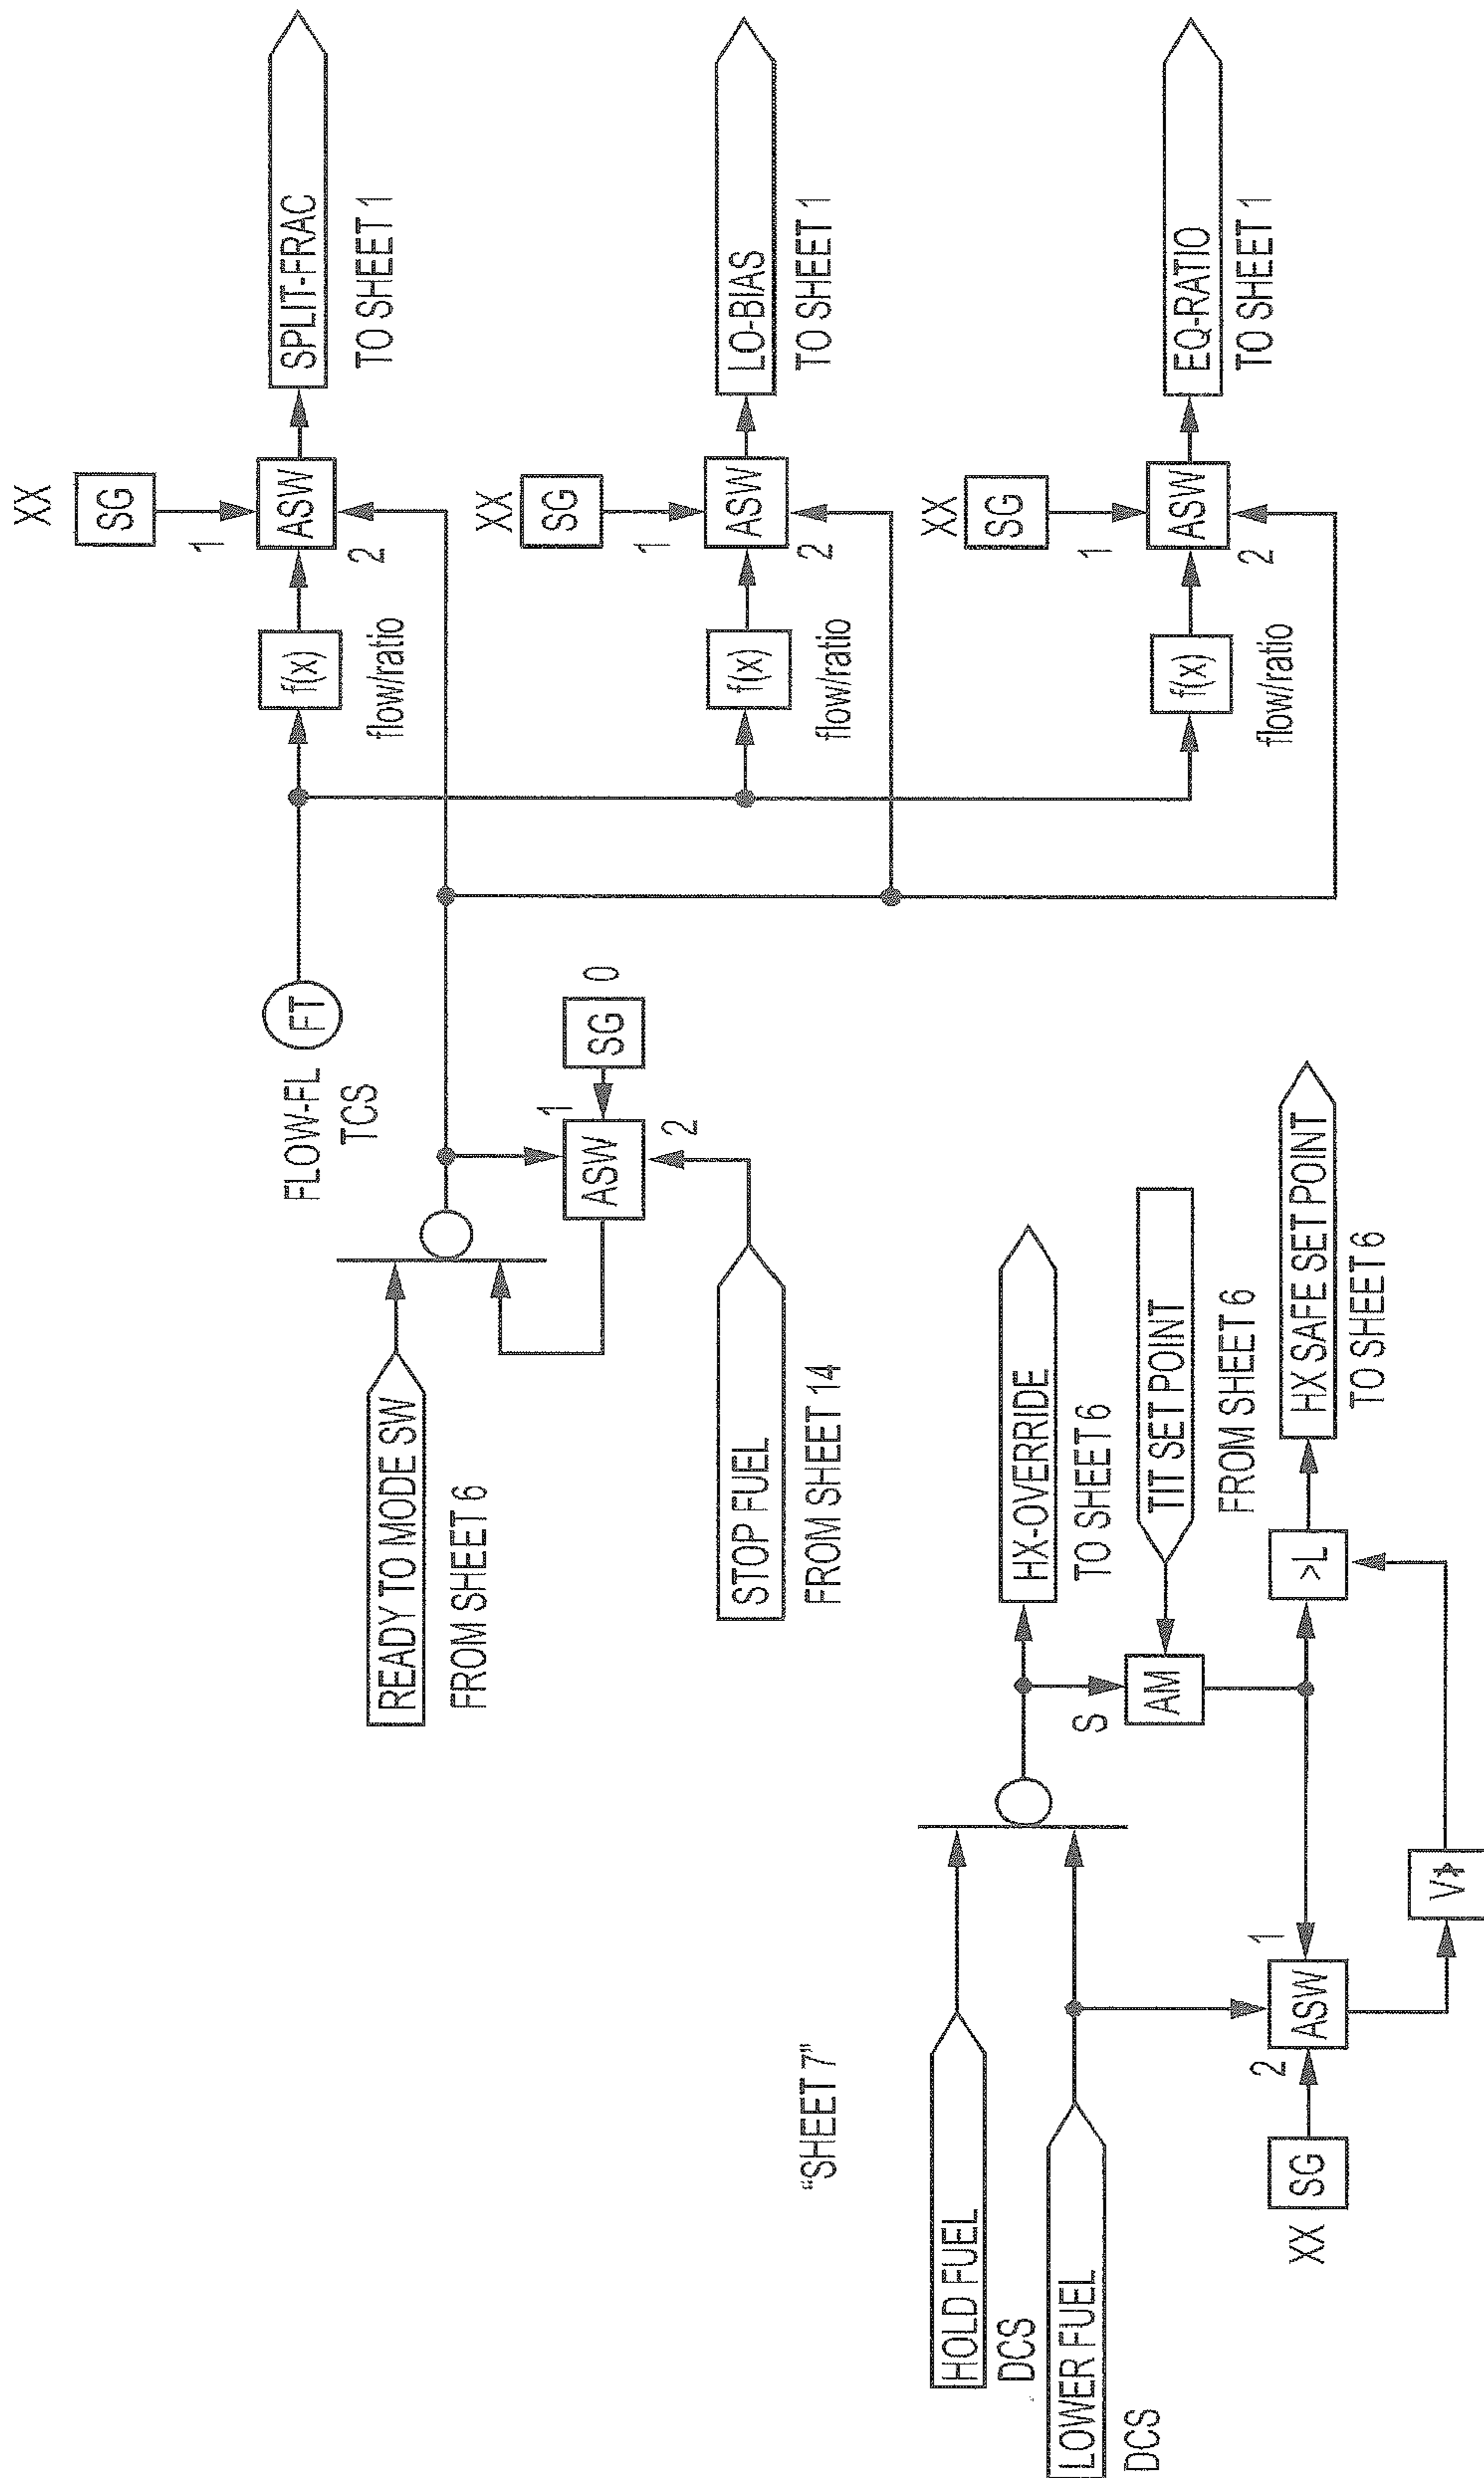 "SHEET 7"
HOLD FUEL
DCS
LOWER FUEL
DCS
XX
SG
2
ASW
1
V
HX-OVERRIDE
TO SHEET 6
S
AM
TIT SET POINT
FROM SHEET 6
>L
HX SAFE SET POINT
TO SHEET 6
READY TO MODE SW
FROM SHEET 6
STOP FUEL
FROM SHEET 14
ASW
1
2
SG
0
FLOW-FL
TCS
FT
f(x)
flow/ratio
XX
SG
1
ASW
2
SPLIT-FRAC
TO SHEET 1
f(x)
flow/ratio
XX
SG
1
ASW
2
LO-BIAS
TO SHEET 1
f(x)
flow/ratio
XX
SG
1
ASW
2
EQ-RATIO
TO SHEET 1